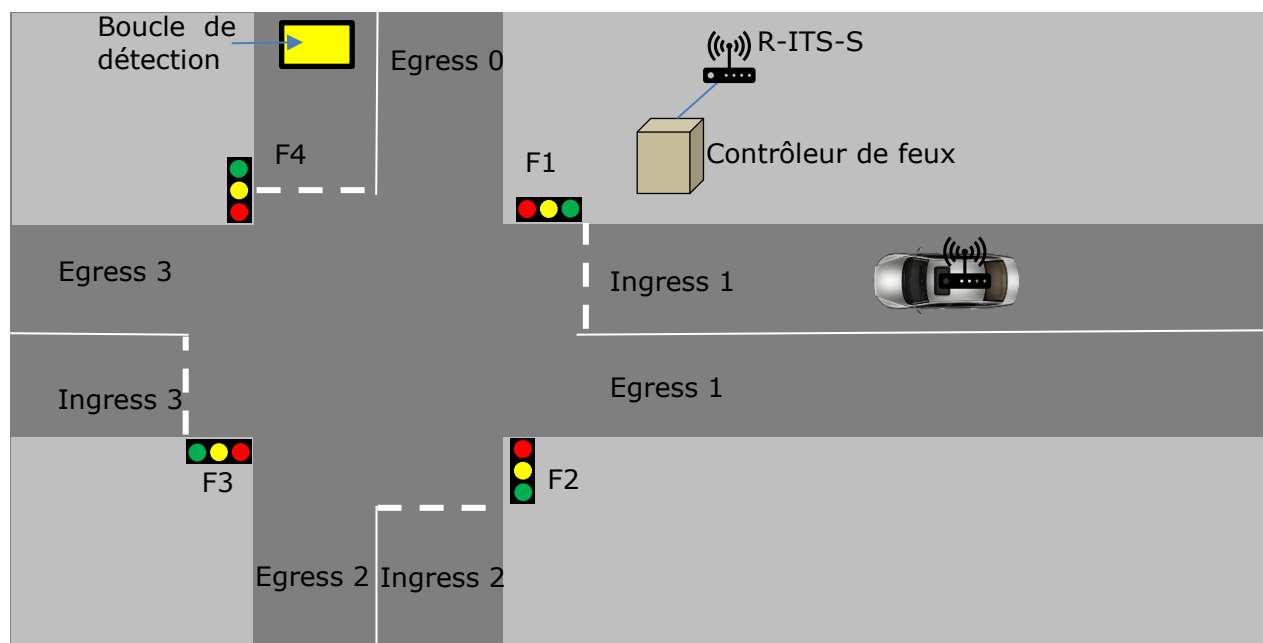 Boucle de
détection
Egress 0
R-ITS-S
F4
F1
Contrôleur de feux
Egress 3
Ingress 1
Ingress 3
Egress 1
F3
F2
Egress 2
Ingress 2